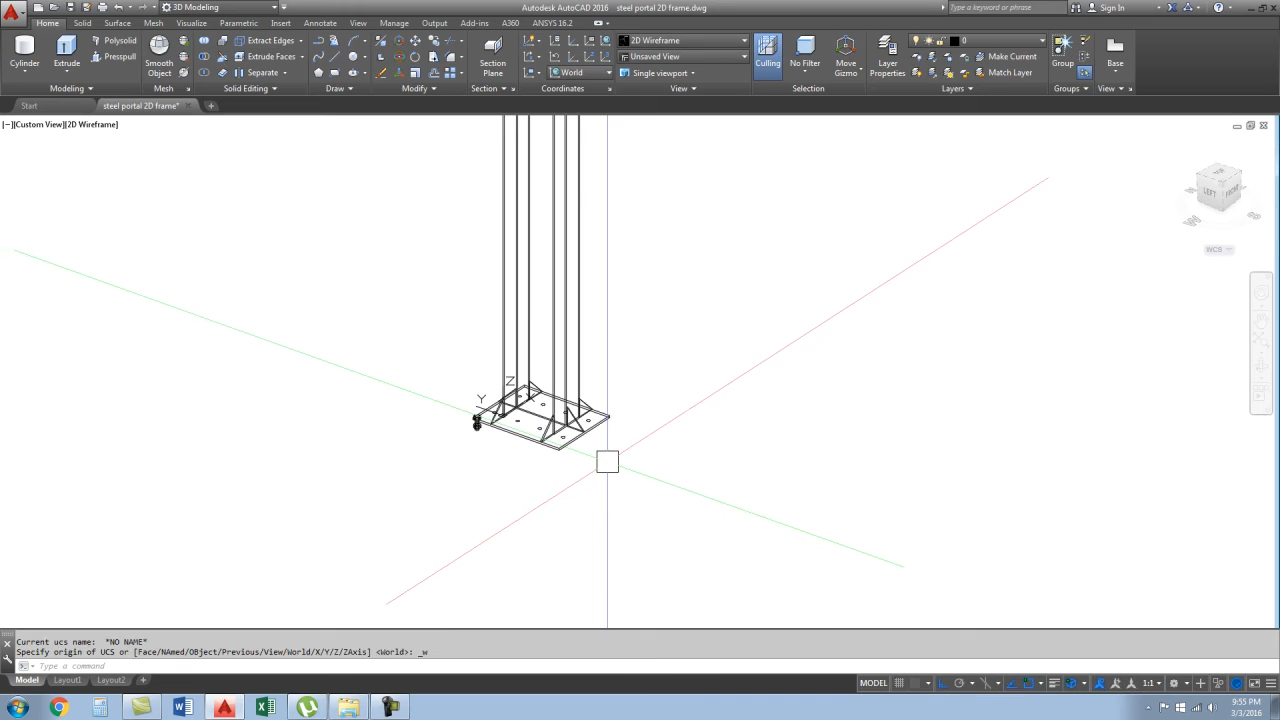 3D Modeling
Autodesk AutoCAD 2016 steel portal 2D frame.dwg
Type a keyword or phrase
Sign In
Home Solid Surface Mesh Visualize Parametric Insert Annotate View Manage Output Add-ins A360 ANSYS 16.2
Cylinder
Extrude
Polysolid
Presspull
Smooth
Object
Extract Edges
Extrude Faces
Separate
Section
Plane
World
2D Wireframe
Unsaved View
Single viewport
Culling
No Filter
Move
Gizmo
Layer
Properties
0
Make Current
Match Layer
Group
Base
Modeling
Mesh
Solid Editing
Draw
Modify
Section
Coordinates
View
Selection
Layers
Groups
View
Start
steel portal 2D frame*
[−][Custom View][2D Wireframe]
TOP
LEFT
FRONT
WCS
Z
Y
X
Current ucs name: *NO NAME*
Specify origin of UCS or [Face/NAmed/OBject/Previous/View/World/X/Y/Z/ZAxis] <World>: _w
Type a command
Model Layout1 Layout2
MODEL
1:1
9:55 PM
3/3/2016